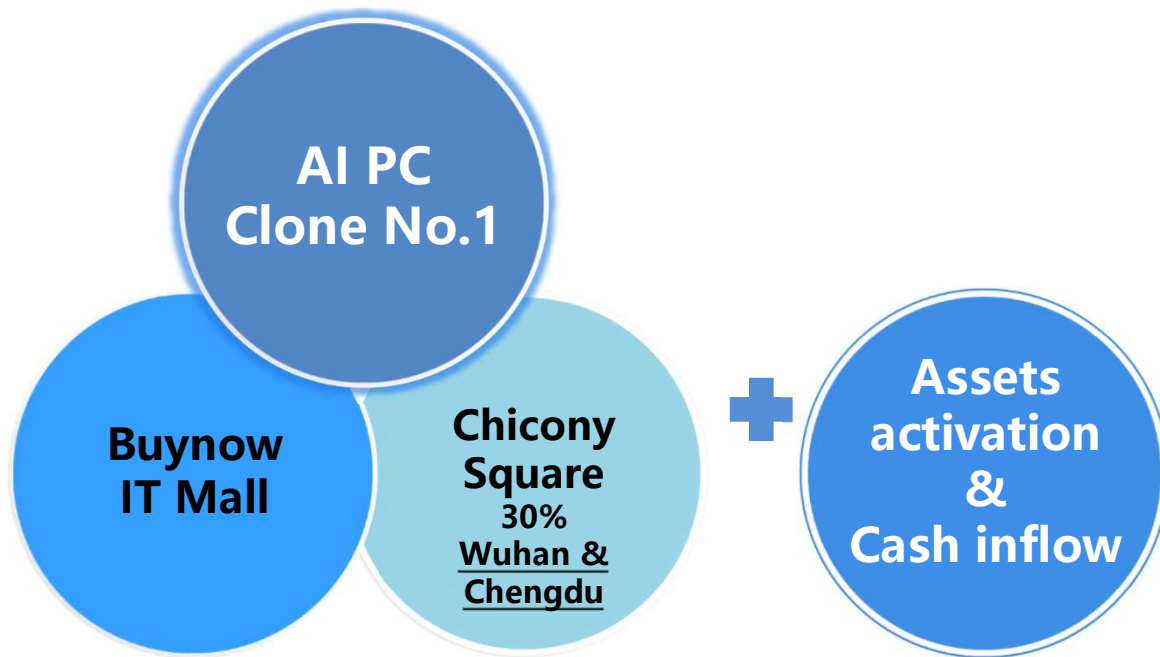 AI PC
Clone No.1
Buynow
IT Mall
Chicony
Square
30%
Wuhan &
Chengdu
Assets
activation
&
Cash inflow